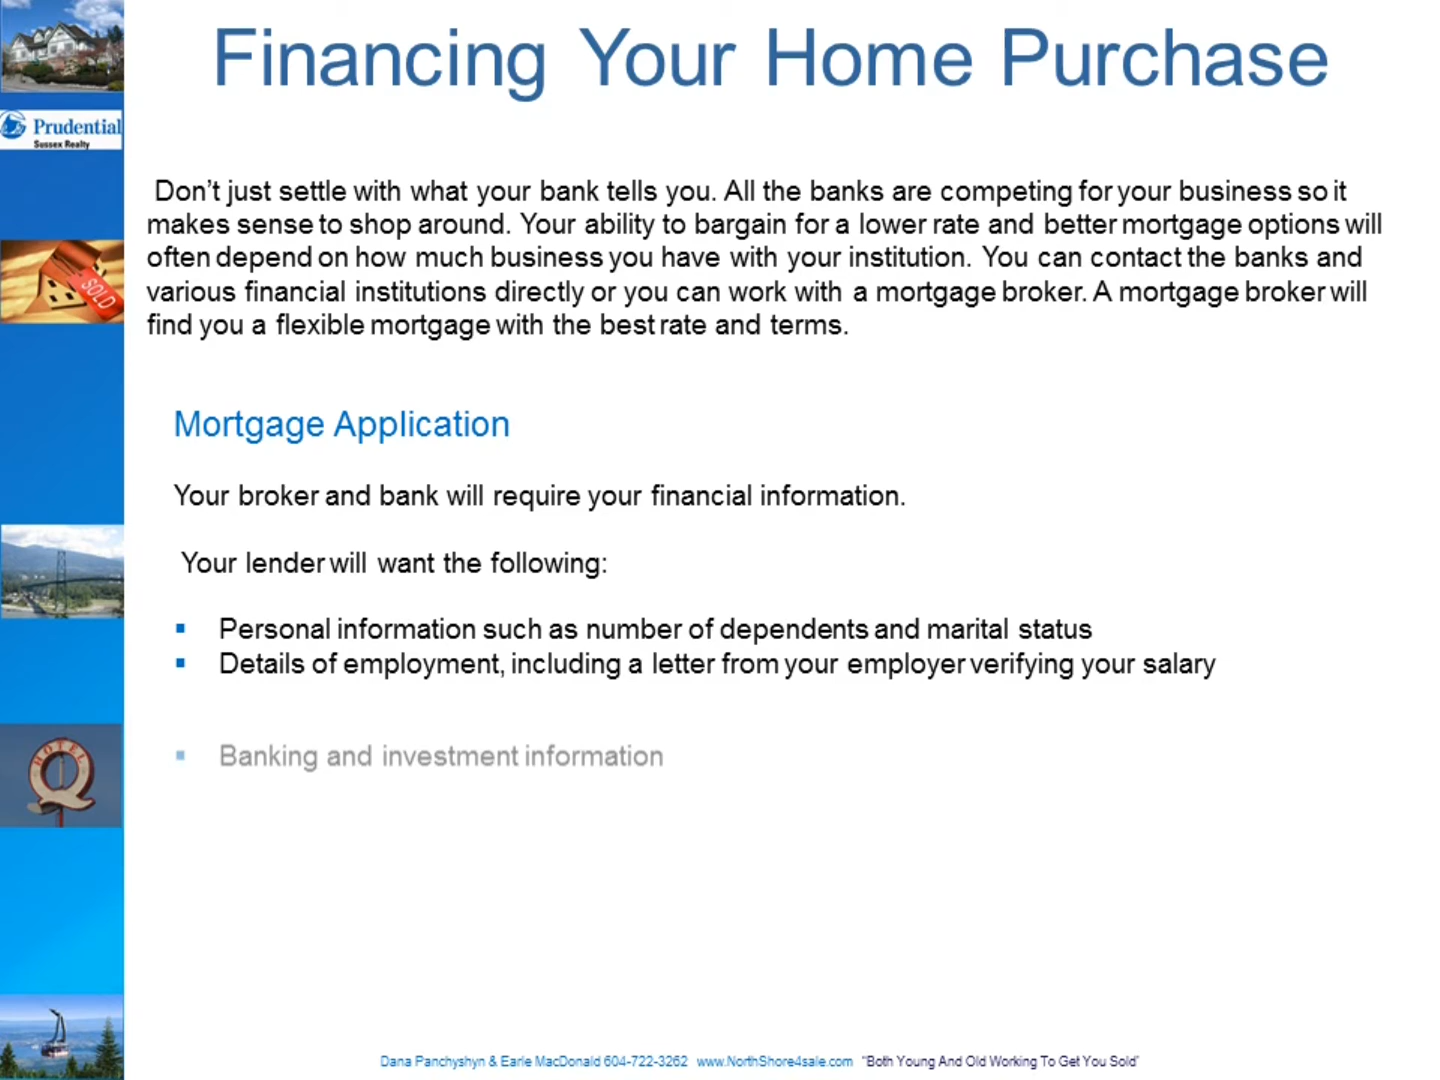 Financing Your Home Purchase
Prudential
Sussex Realty
Don't just settle with what your bank tells you. All the banks are competing for your business so it
makes sense to shop around. Your ability to bargain for a lower rate and better mortgage options will
often depend on how much business you have with your institution. You can contact the banks and
various financial institutions directly or you can work with a mortgage broker. A mortgage broker will
find you a flexible mortgage with the best rate and terms.
SOLD
Mortgage Application
Your broker and bank will require your financial information.
Your lender will want the following:
▪ Personal information such as number of dependents and marital status
▪ Details of employment, including a letter from your employer verifying your salary
▪ Banking and investment information
HOTEL
Q
Dana Panchyshyn & Earle MacDonald 604-722-3262 www.NorthShore4sale.com "Both Young And Old Working To Get You Sold"